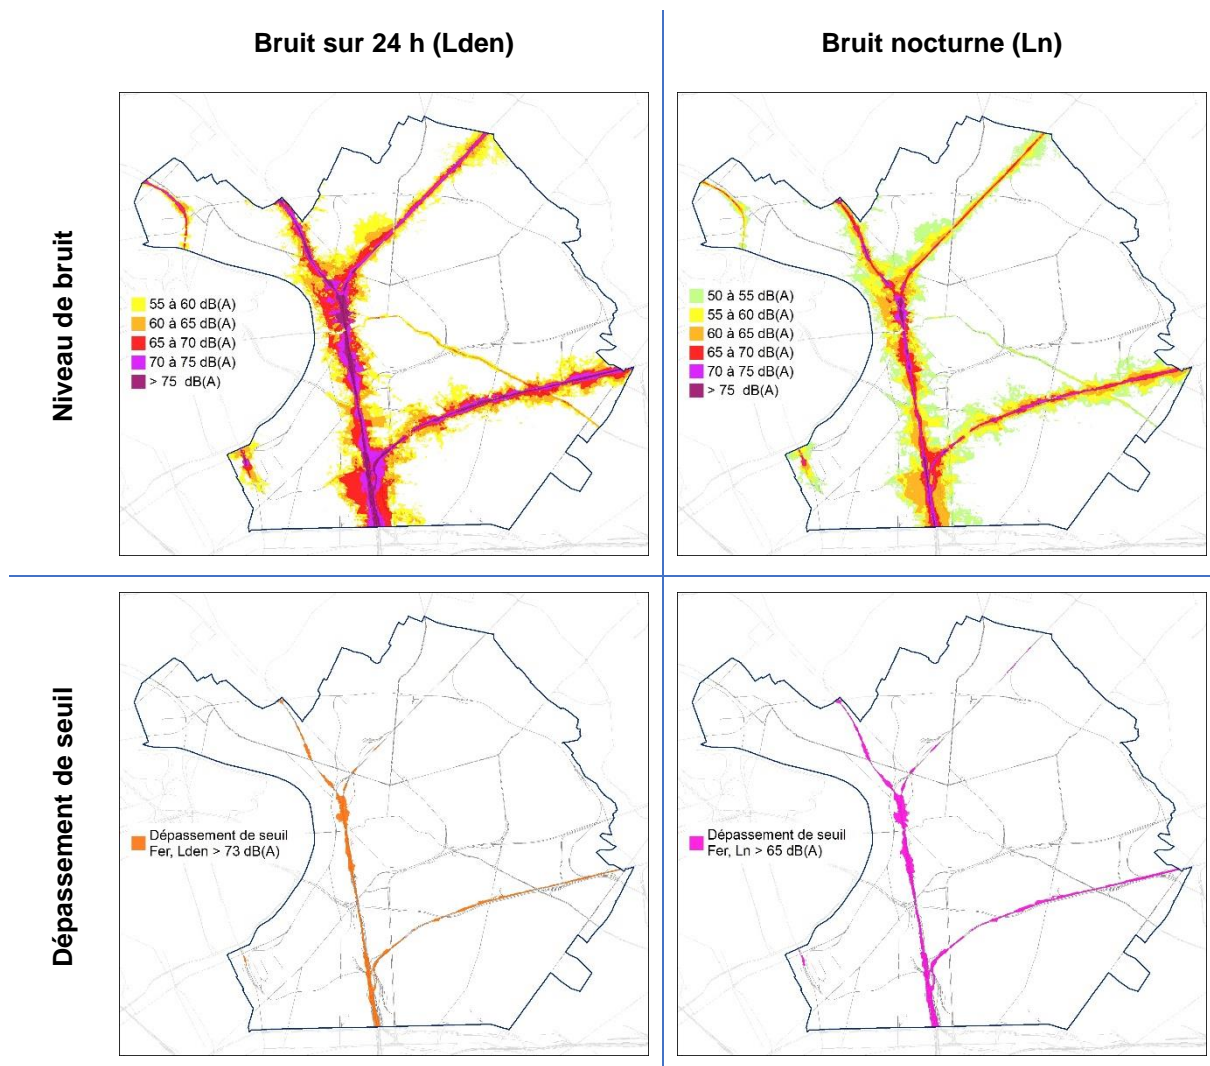 Bruit sur 24 h (Lden)
Bruit nocturne (Ln)
Niveau de bruit
55 à 60 dB(A)
60 à 65 dB(A)
65 à 70 dB(A)
70 à 75 dB(A)
> 75 dB(A)
50 à 55 dB(A)
55 à 60 dB(A)
60 à 65 dB(A)
65 à 70 dB(A)
70 à 75 dB(A)
> 75 dB(A)
Dépassement de seuil
Dépassement de seuil
Fer, Lden > 73 dB(A)
Dépassement de seuil
Fer, Ln > 65 dB(A)